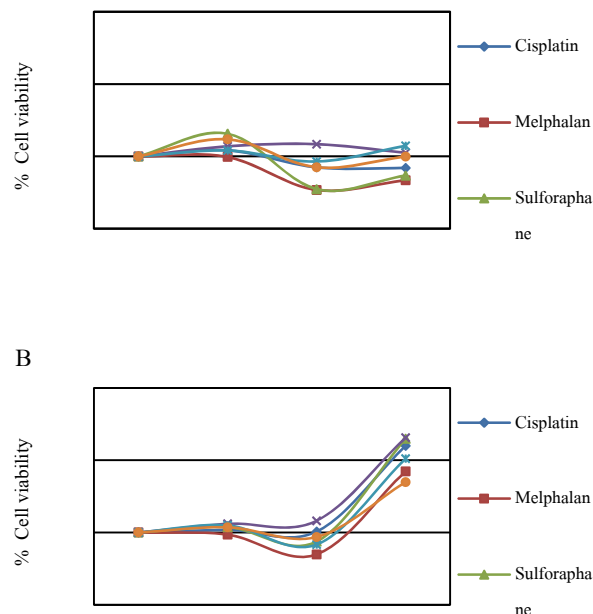 % Cell viability
Cisplatin
Melphalan
Sulforapha
ne
B
% Cell viability
Cisplatin
Melphalan
Sulforapha
ne